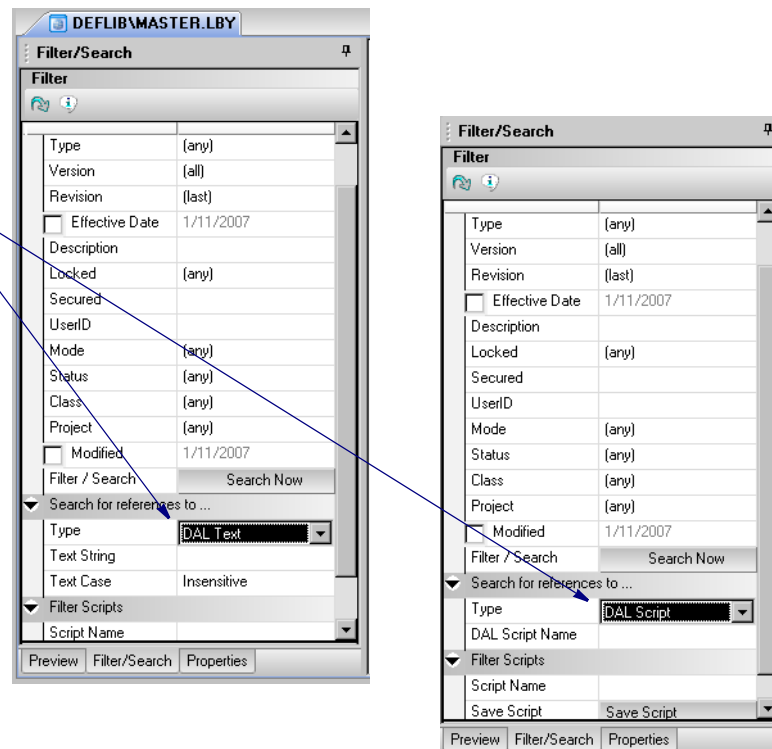 DEFLIB\MASTER.LBY
Filter/Search
Filter
Type (any)
Version (all)
Revision (last)
Effective Date 1/11/2007
Description
Locked (any)
Secured
UserID
Mode (any)
Status (any)
Class (any)
Project (any)
Modified 1/11/2007
Filter / Search Search Now
Search for references to ...
Type DAL Text
Text String
Text Case Insensitive
Filter Scripts
Script Name
Preview Filter/Search Properties
Filter/Search
Filter
Type (any)
Version (all)
Revision (last)
Effective Date 1/11/2007
Description
Locked (any)
Secured
UserID
Mode (any)
Status (any)
Class (any)
Project (any)
Modified 1/11/2007
Filter / Search Search Now
Search for references to ...
Type DAL Script
DAL Script Name
Filter Scripts
Script Name
Save Script Save Script
Preview Filter/Search Properties